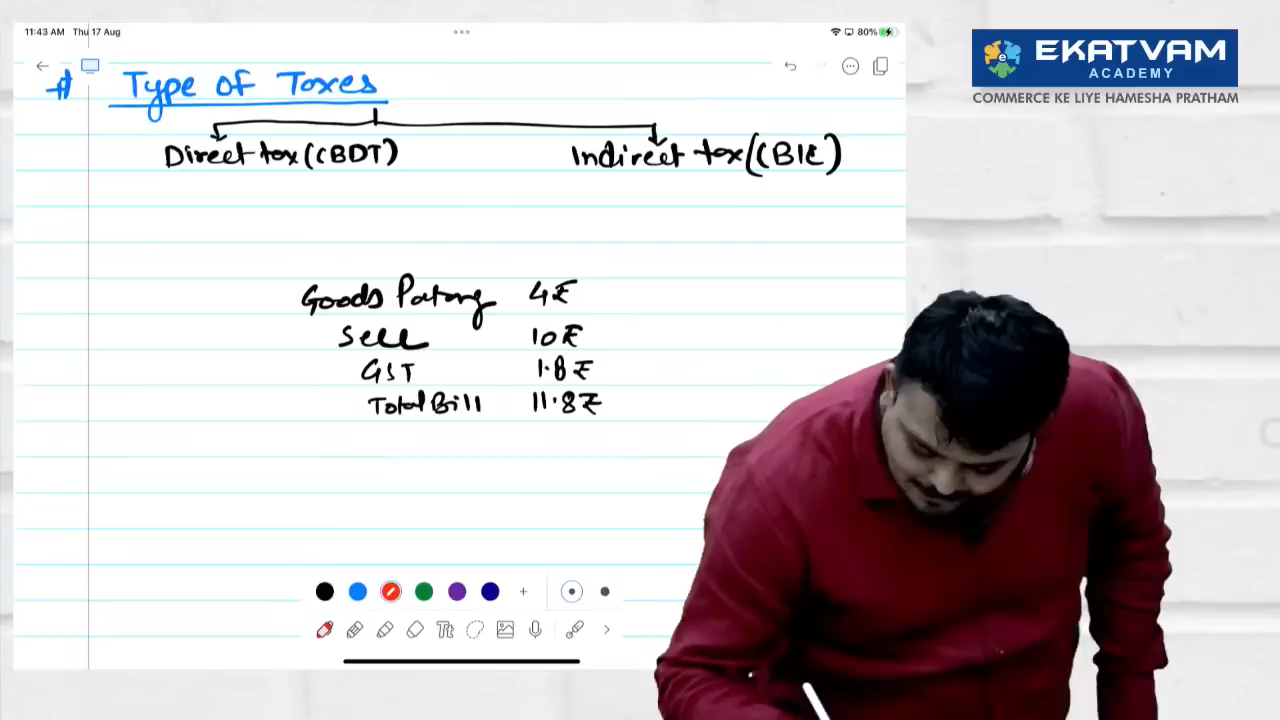 11:43 AM Thu 17 Aug
80%
EKATVAM
ACADEMY
COMMERCE KE LIYE HAMESHA PRATHAM
# Type of Taxes
Direct tax (CBDT) Indirect tax (CBIC)
Goods Patang 4₹
Sell 10₹
GST 1.8₹
Total Bill 11.8₹
Tt